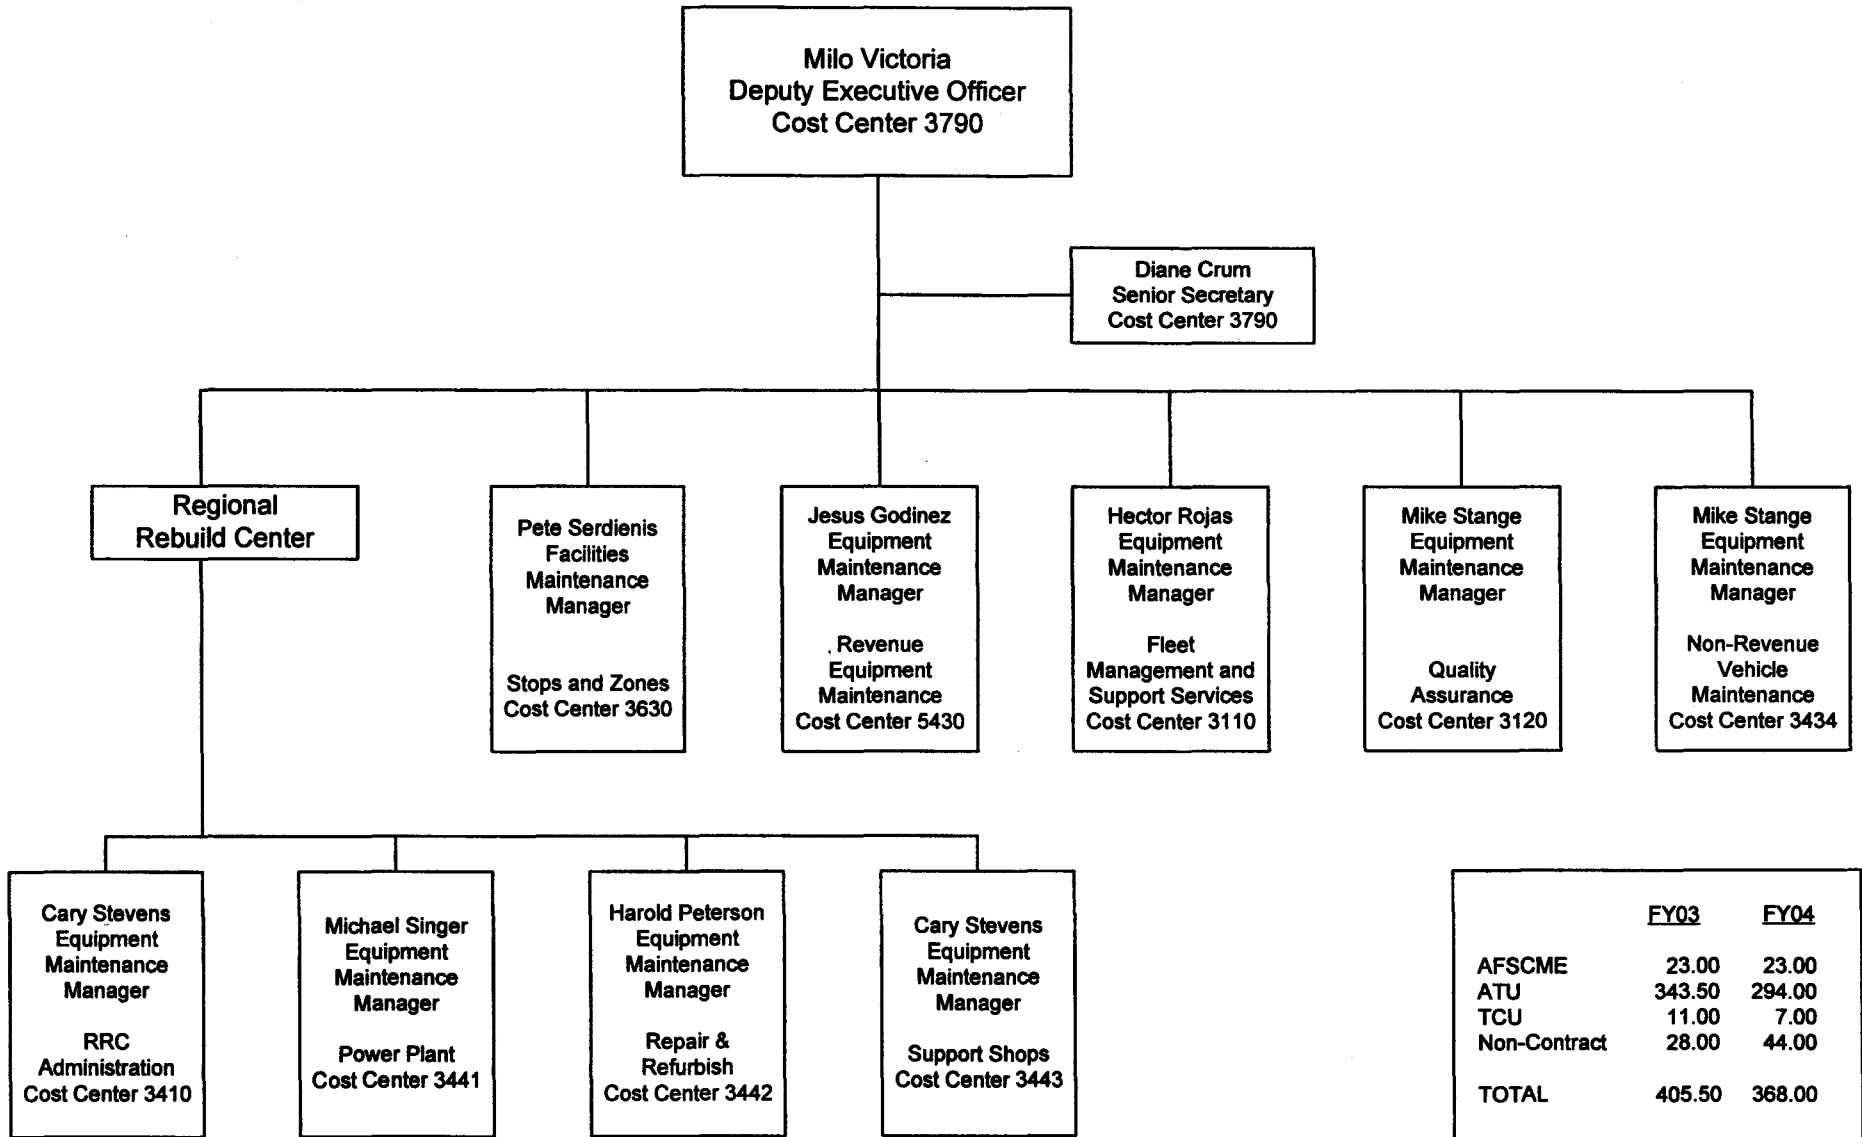 Milo Victoria
Deputy Executive Officer
Cost Center 3790
Diane Crum
Senior Secretary
Cost Center 3790
Regional
Rebuild Center
Pete Serdienis
Facilities
Maintenance
Manager
Stops and Zones
Cost Center 3630
Jesus Godinez
Equipment
Maintenance
Manager
Revenue
Equipment
Maintenance
Cost Center 5430
Hector Rojas
Equipment
Maintenance
Manager
Fleet
Management and
Support Services
Cost Center 3110
Mike Stange
Equipment
Maintenance
Manager
Quality
Assurance
Cost Center 3120
Mike Stange
Equipment
Maintenance
Manager
Non-Revenue
Vehicle
Maintenance
Cost Center 3434
Cary Stevens
Equipment
Maintenance
Manager
RRC
Administration
Cost Center 3410
Michael Singer
Equipment
Maintenance
Manager
Power Plant
Cost Center 3441
Harold Peterson
Equipment
Maintenance
Manager
Repair &
Refurbish
Cost Center 3442
Cary Stevens
Equipment
Maintenance
Manager
Support Shops
Cost Center 3443
FY03 FY04
AFSCME 23.00 23.00
ATU 343.50 294.00
TCU 11.00 7.00
Non-Contract 28.00 44.00
TOTAL 405.50 368.00